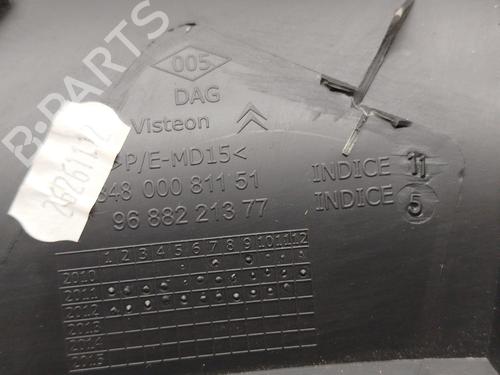 B-PARTS
005
DAG
Visteon
>P/E-MD15<
848 000 811 51
96 882 213 77
INDICE 11
INDICE 5
1 2 3 4 5 6 7 8 9 10 11 12
2010
2011
2012
2013
2014
2015